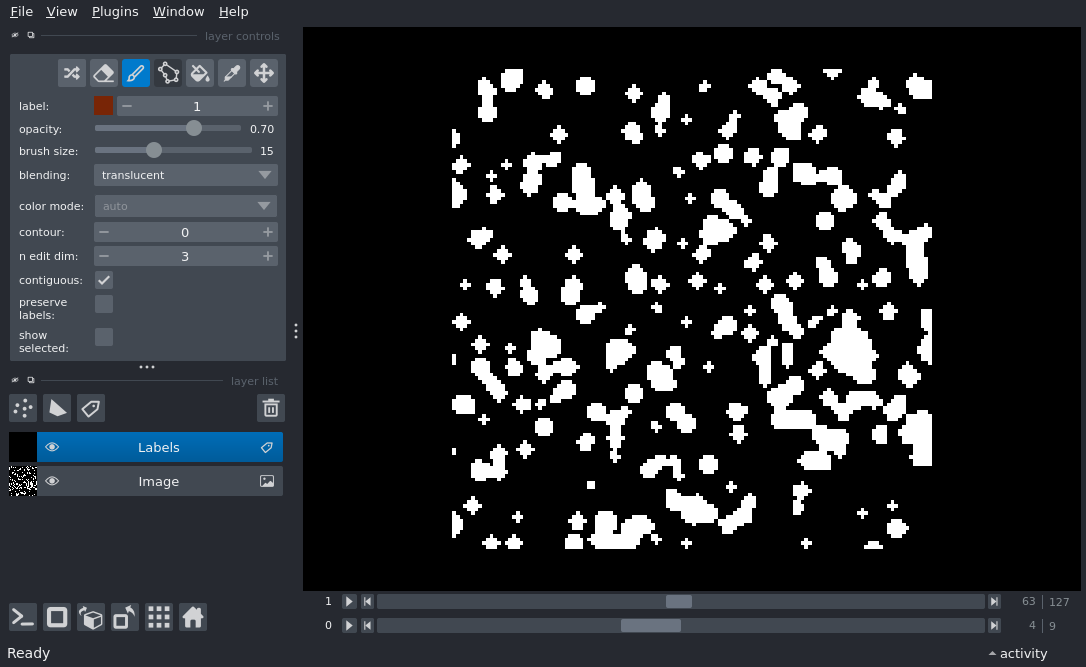 File View Plugins Window Help
layer controls
label: 1
opacity: 0.70
brush size: 15
blending: translucent
color mode: auto
contour: 0
n edit dim: 3
contiguous:
preserve
labels:
show
selected:
layer list
Labels
Image
1 63 127
0 4 9
Ready activity